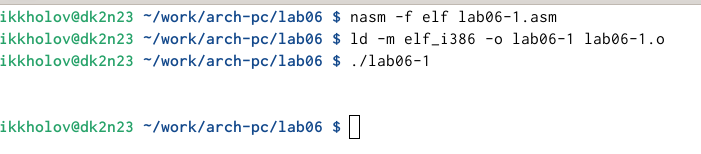 ikkholov@dk2n23 ~/work/arch-pc/lab06 $ nasm -f elf lab06-1.asm
ikkholov@dk2n23 ~/work/arch-pc/lab06 $ ld -m elf_i386 -o lab06-1 lab06-1.o
ikkholov@dk2n23 ~/work/arch-pc/lab06 $ ./lab06-1
ikkholov@dk2n23 ~/work/arch-pc/lab06 $